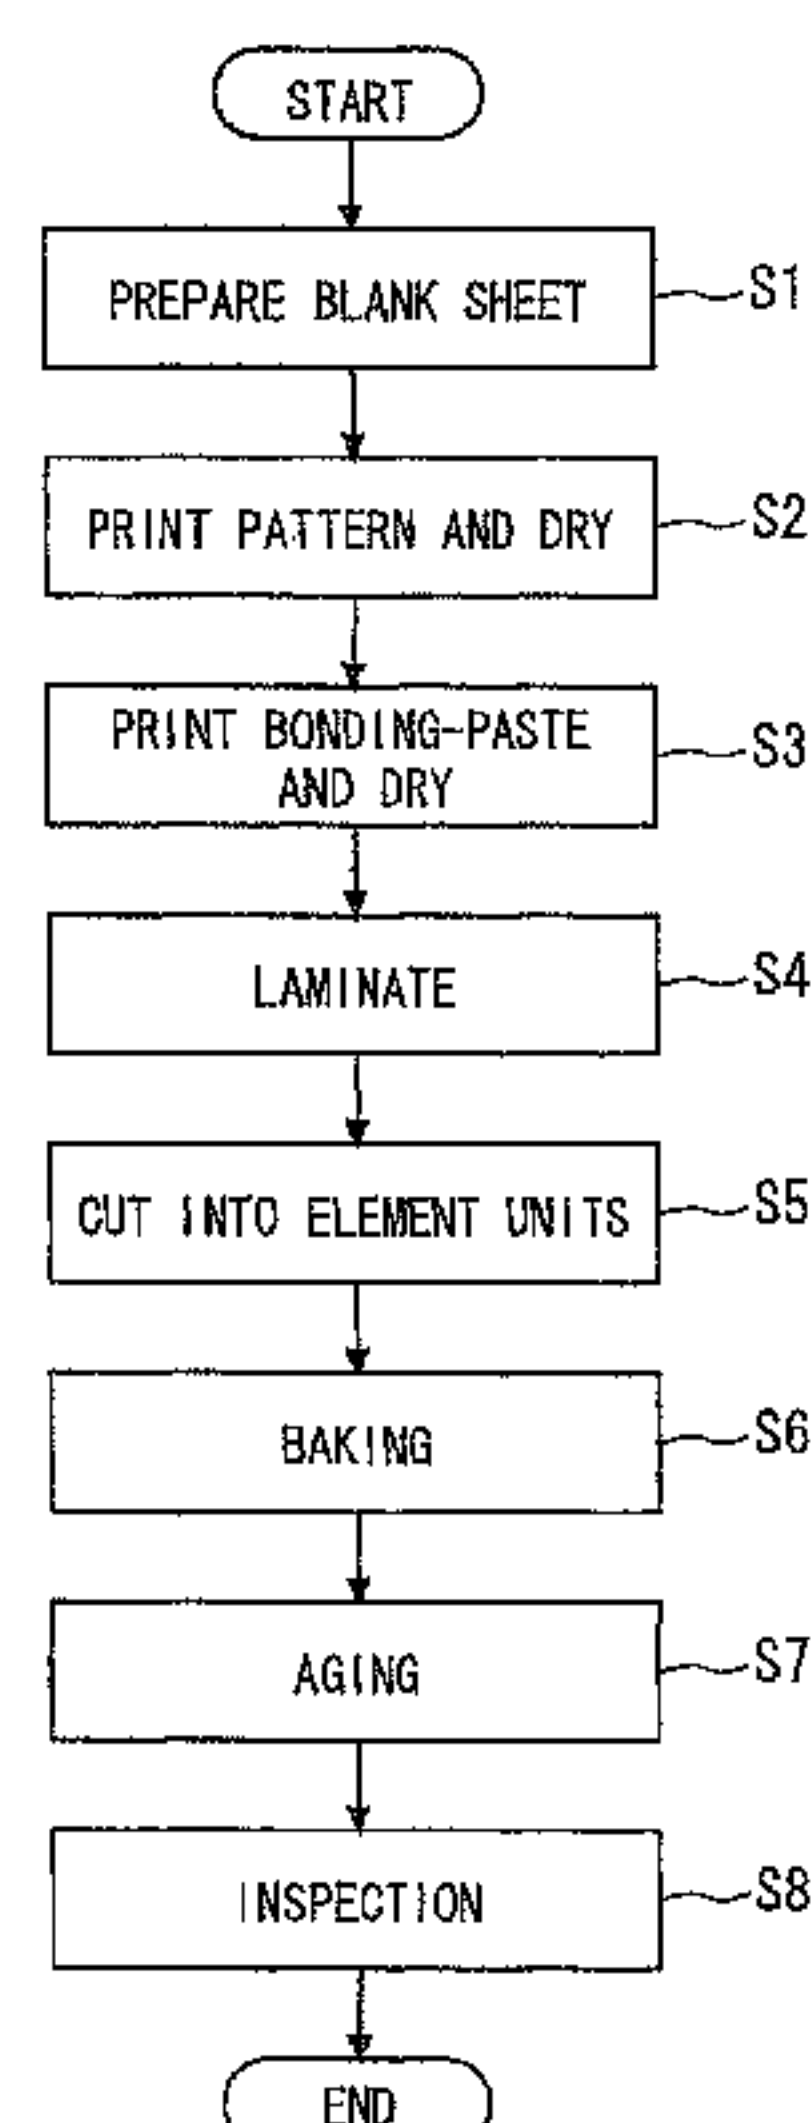 START
PREPARE BLANK SHEET
S1
PRINT PATTERN AND DRY
S2
PRINT BONDING-PASTE
AND DRY
S3
LAMINATE
S4
CUT INTO ELEMENT UNITS
S5
BAKING
S6
AGING
S7
INSPECTION
S8
END